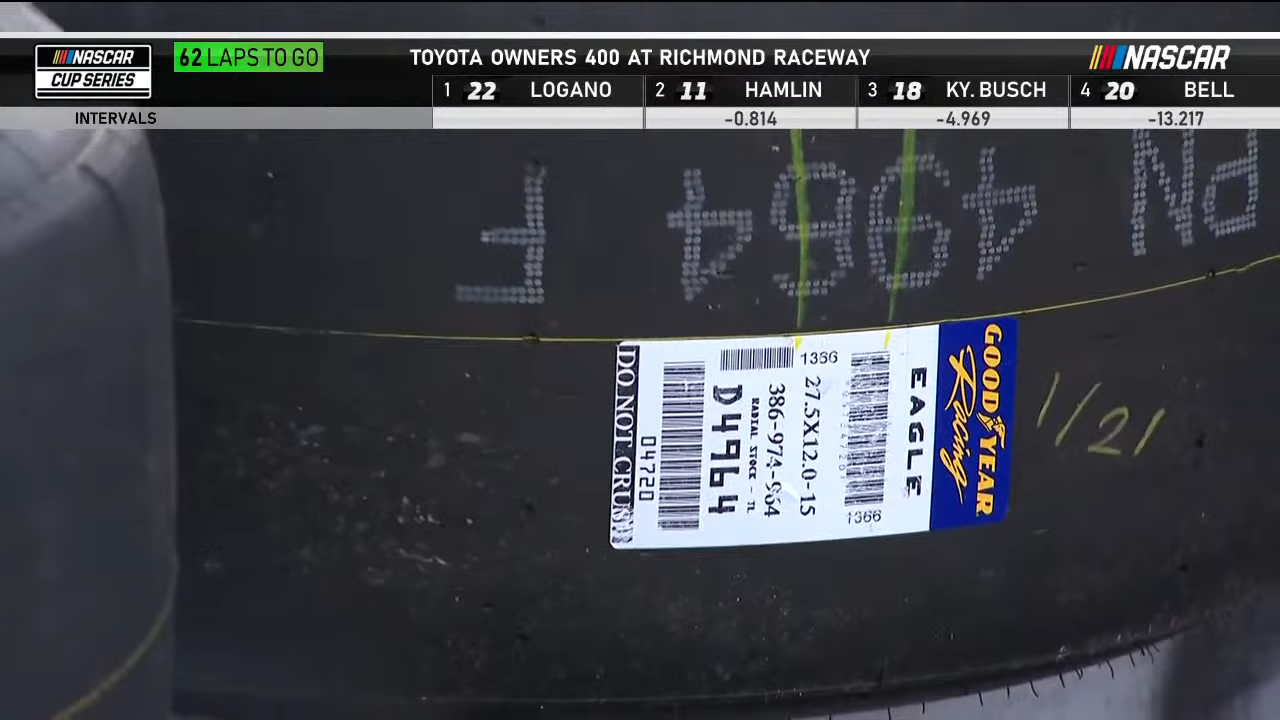 NASCAR
CUP SERIES
62 LAPS TO GO
TOYOTA OWNERS 400 AT RICHMOND RACEWAY
NASCAR
1 22 LOGANO
2 11 HAMLIN
3 18 KY. BUSCH
4 20 BELL
INTERVALS
-0.814
-4.969
-13.217
4964
GOODYEAR
Racing
EAGLE
1366
1366
27.5X12.0-15
386-974-964
RADIAL STOCK - TL
D4964
04720
DO NOT CRUSH
1/21